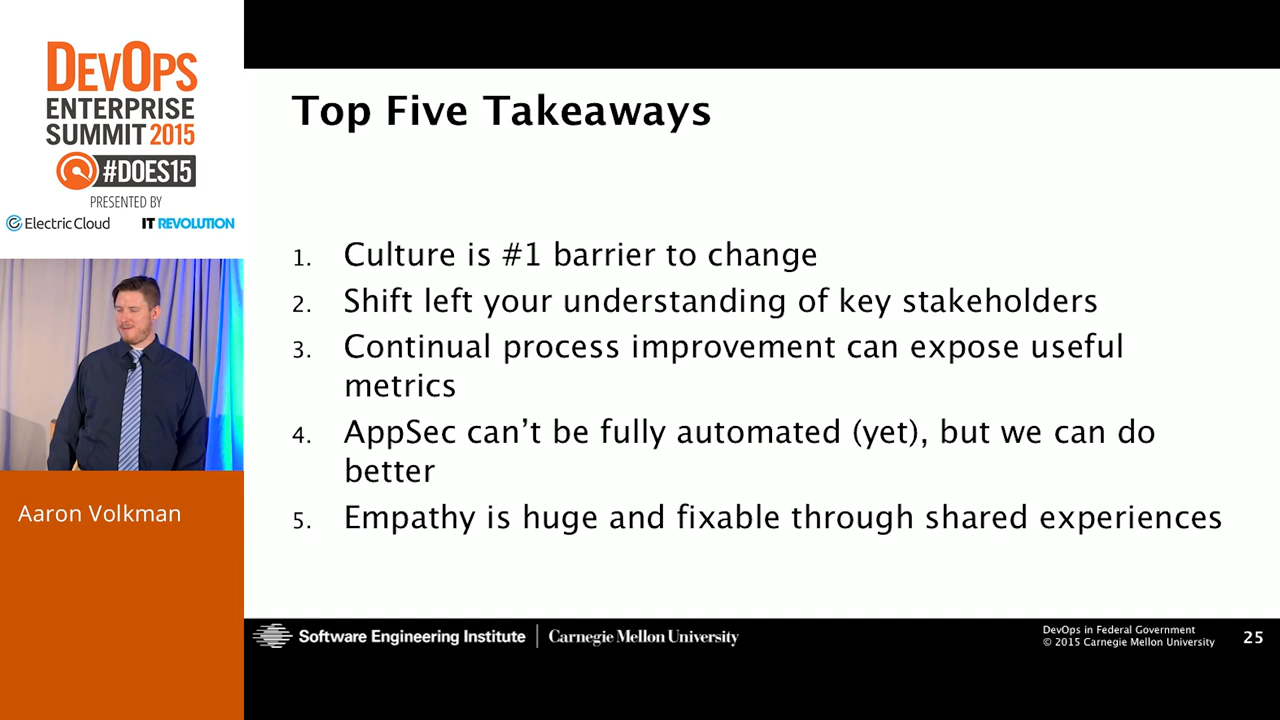 DEVOPS
ENTERPRISE
SUMMIT 2015
#DOES15
PRESENTED BY
Electric Cloud
IT REVOLUTION
Aaron Volkman
Top Five Takeaways
1. Culture is #1 barrier to change
2. Shift left your understanding of key stakeholders
3. Continual process improvement can expose useful
metrics
4. AppSec can’t be fully automated (yet), but we can do
better
5. Empathy is huge and fixable through shared experiences
Software Engineering Institute
Carnegie Mellon University
DevOps in Federal Government
© 2015 Carnegie Mellon University
25